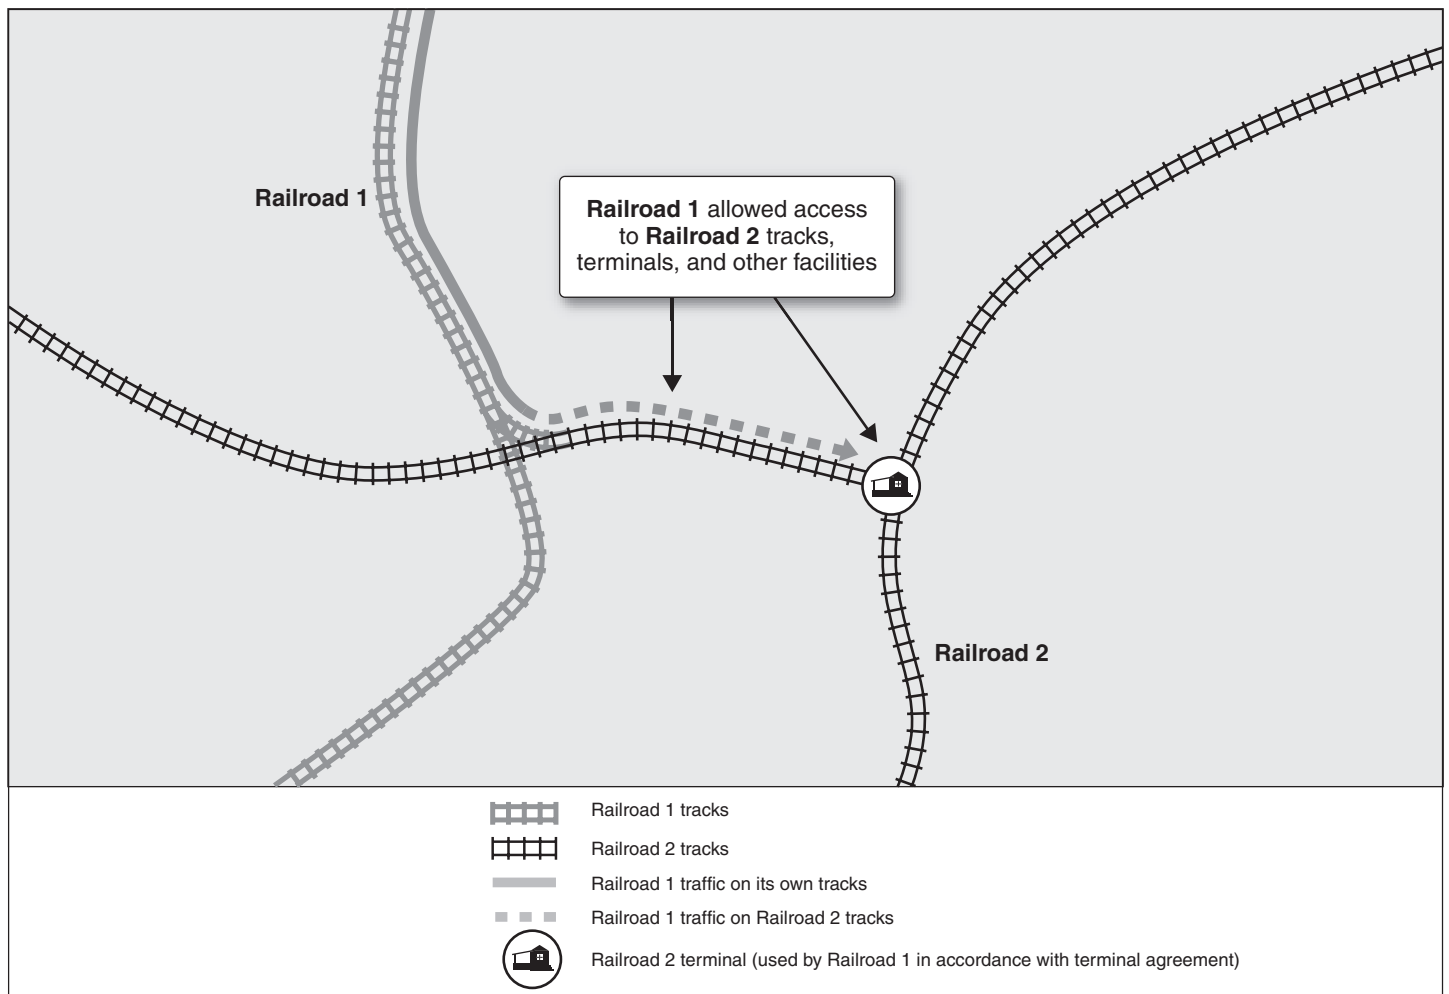 Railroad 1
Railroad 1 allowed access
to Railroad 2 tracks,
terminals, and other facilities
Railroad 2
Railroad 1 tracks
Railroad 2 tracks
Railroad 1 traffic on its own tracks
Railroad 1 traffic on Railroad 2 tracks
Railroad 2 terminal (used by Railroad 1 in accordance with terminal agreement)